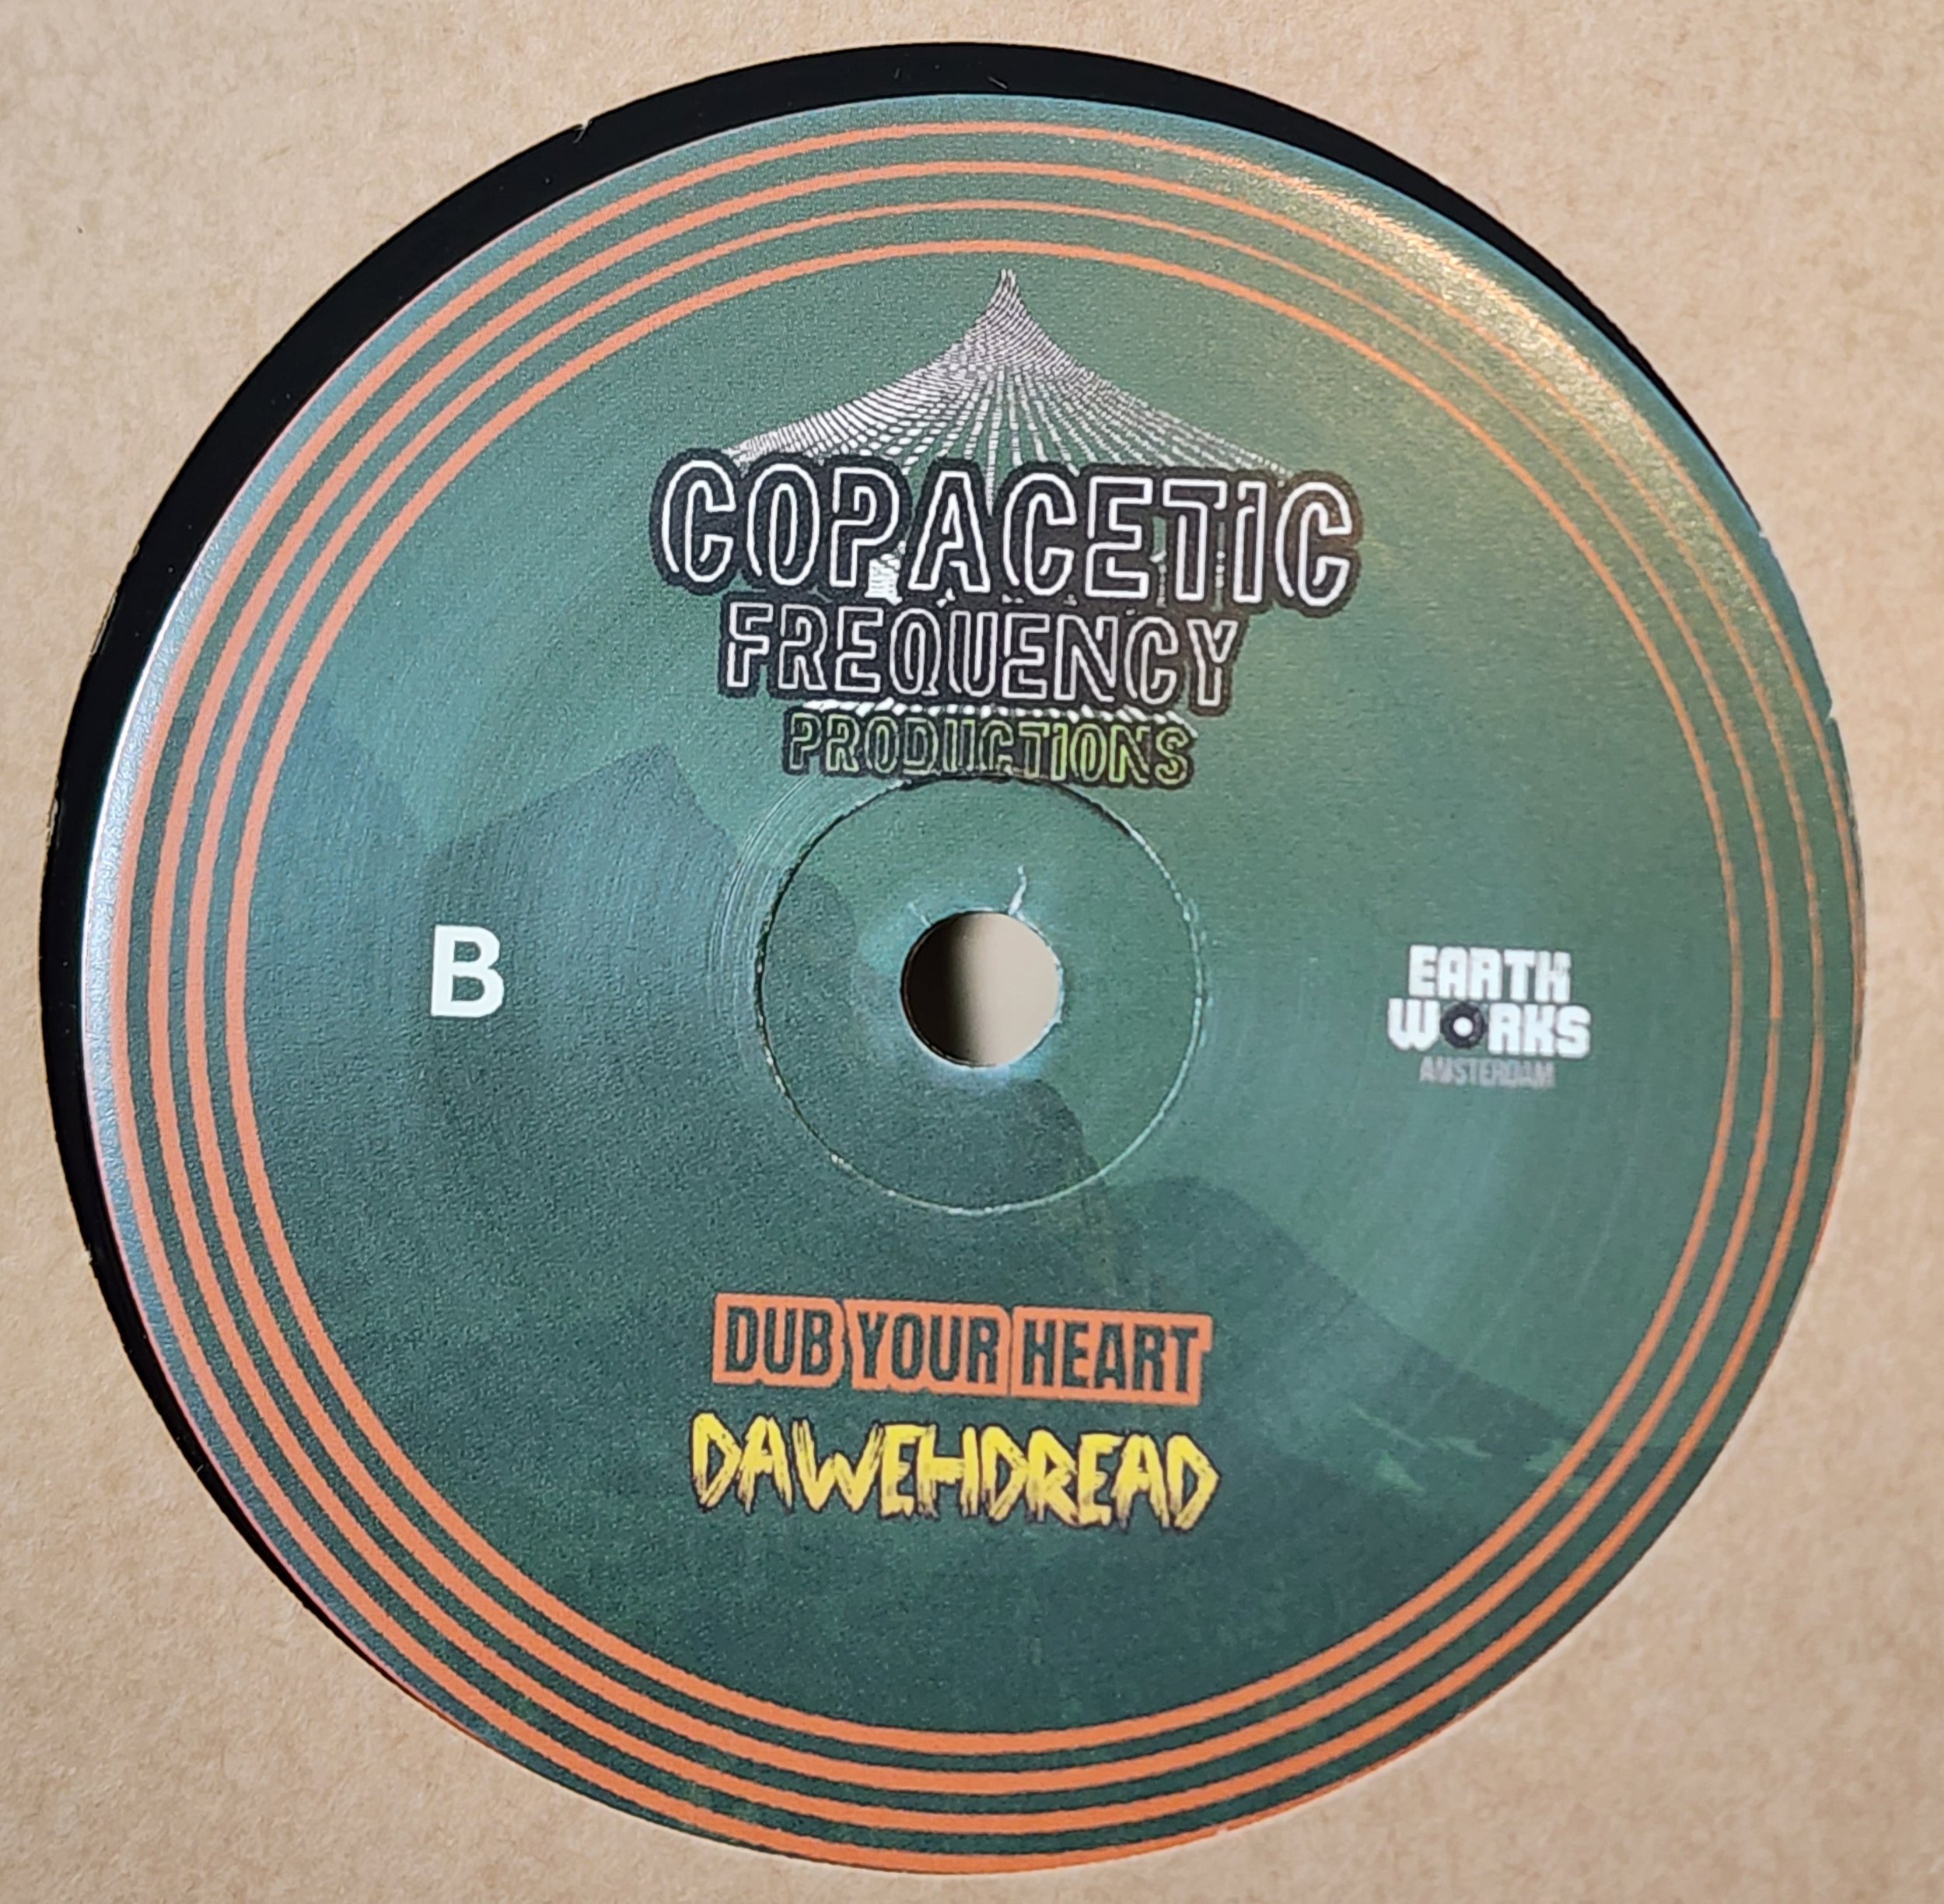 COPACETIC
FREQUENCY
PRODUCTIONS
B
EARTH
WORKS
AMSTERDAM
DUB YOUR HEART
DAWEHDREAD